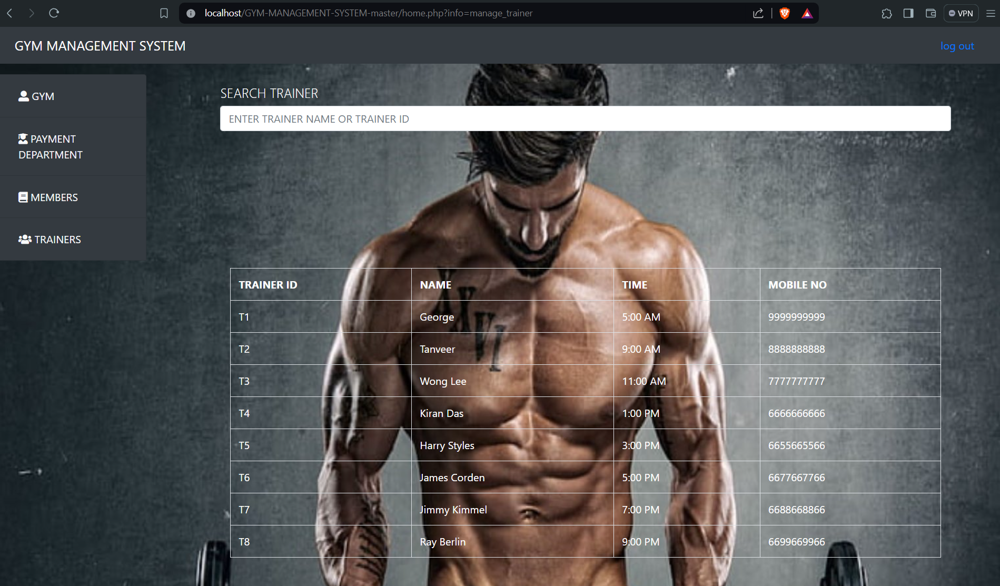 localhost/GYM-MANAGEMENT-SYSTEM-master/home.php?info=manage_trainer
VPN
GYM MANAGEMENT SYSTEM
log out
GYM
PAYMENT
DEPARTMENT
MEMBERS
TRAINERS
SEARCH TRAINER
ENTER TRAINER NAME OR TRAINER ID
TRAINER ID NAME TIME MOBILE NO
T1 George 5:00 AM 9999999999
T2 Tanveer 9:00 AM 8888888888
T3 Wong Lee 11:00 AM 7777777777
T4 Kiran Das 1:00 PM 6666666666
T5 Harry Styles 3:00 PM 6655665566
T6 James Corden 5:00 PM 6677667766
T7 Jimmy Kimmel 7:00 PM 6688668866
T8 Ray Berlin 9:00 PM 6699669966
XXVI